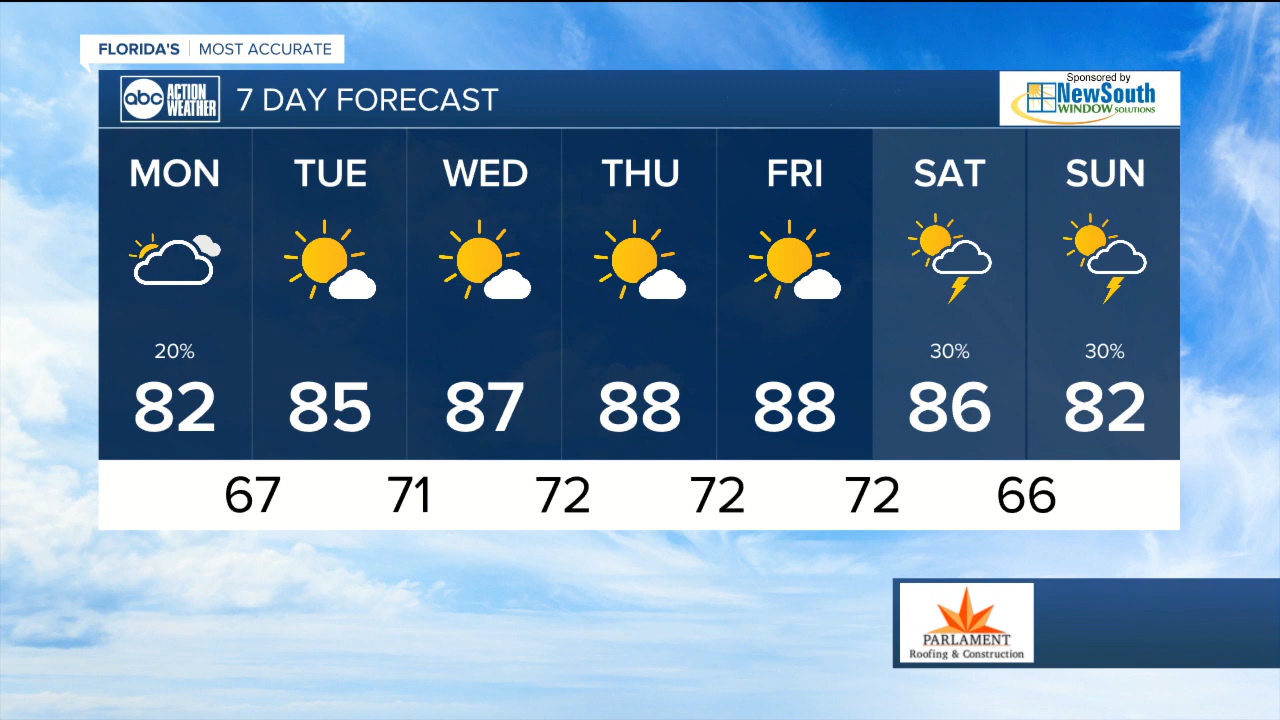 FLORIDA'S MOST ACCURATE
abc ACTION WEATHER
7 DAY FORECAST
Sponsored by
NewSouth
WINDOW SOLUTIONS
MON TUE WED THU FRI SAT SUN
20% 30% 30%
82 85 87 88 88 86 82
67 71 72 72 72 66
PARLAMENT
Roofing & Construction